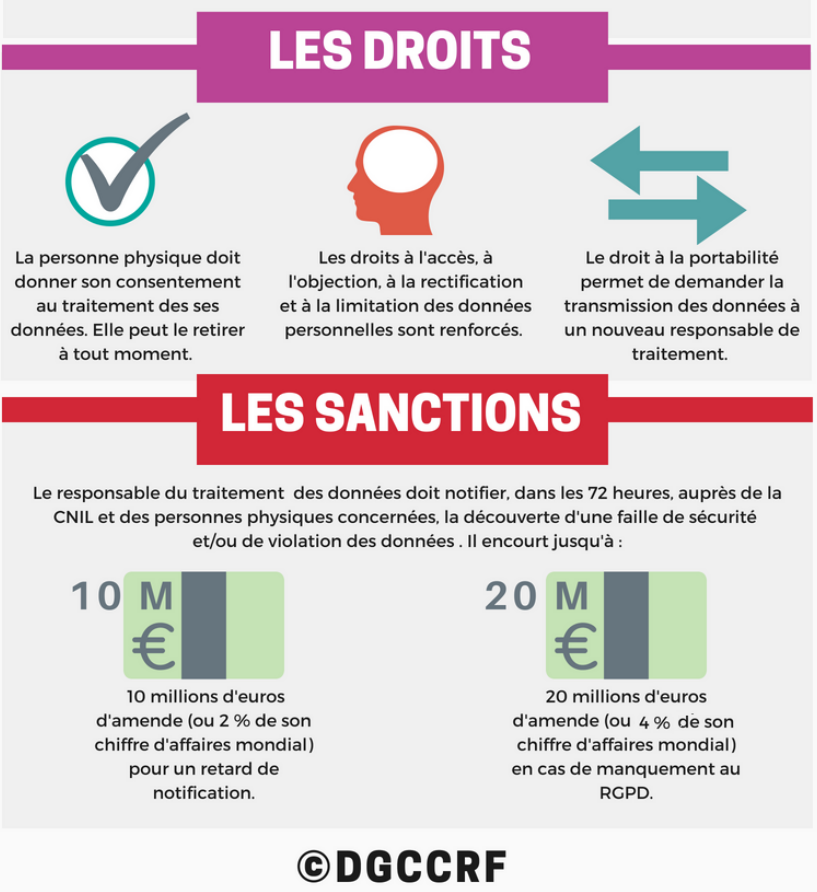 LES DROITS
La personne physique doit
donner son consentement
au traitement des ses
données. Elle peut le retirer
à tout moment.
Les droits à l'accès, à
l'objection, à la rectification
et à la limitation des données
personnelles sont renforcés.
Le droit à la portabilité
permet de demander la
transmission des données à
un nouveau responsable de
traitement.
LES SANCTIONS
Le responsable du traitement des données doit notifier, dans les 72 heures, auprès de la
CNIL et des personnes physiques concernées, la découverte d'une faille de sécurité
et/ou de violation des données . Il encourt jusqu'à :
10 M
€
10 millions d'euros
d'amende (ou 2 % de son
chiffre d'affaires mondial)
pour un retard de
notification.
20 M
€
20 millions d'euros
d'amende (ou 4 % de son
chiffre d'affaires mondial)
en cas de manquement au
RGPD.
©DGCCRF